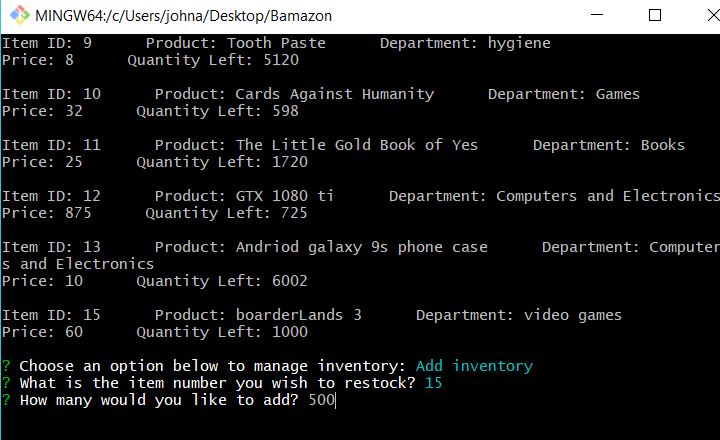 MINGW64:/c/Users/johna/Desktop/Bamazon
Item ID: 9      Product: Tooth Paste      Department: hygiene
Price: 8      Quantity Left: 5120
Item ID: 10      Product: Cards Against Humanity      Department: Games
Price: 32      Quantity Left: 598
Item ID: 11      Product: The Little Gold Book of Yes      Department: Books
Price: 25      Quantity Left: 1720
Item ID: 12      Product: GTX 1080 ti      Department: Computers and Electronics
Price: 875      Quantity Left: 725
Item ID: 13      Product: Andriod galaxy 9s phone case      Department: Computer
s and Electronics
Price: 10      Quantity Left: 6002
Item ID: 15      Product: boarderLands 3      Department: video games
Price: 60      Quantity Left: 1000
? Choose an option below to manage inventory: Add inventory
? What is the item number you wish to restock? 15
? How many would you like to add? 500